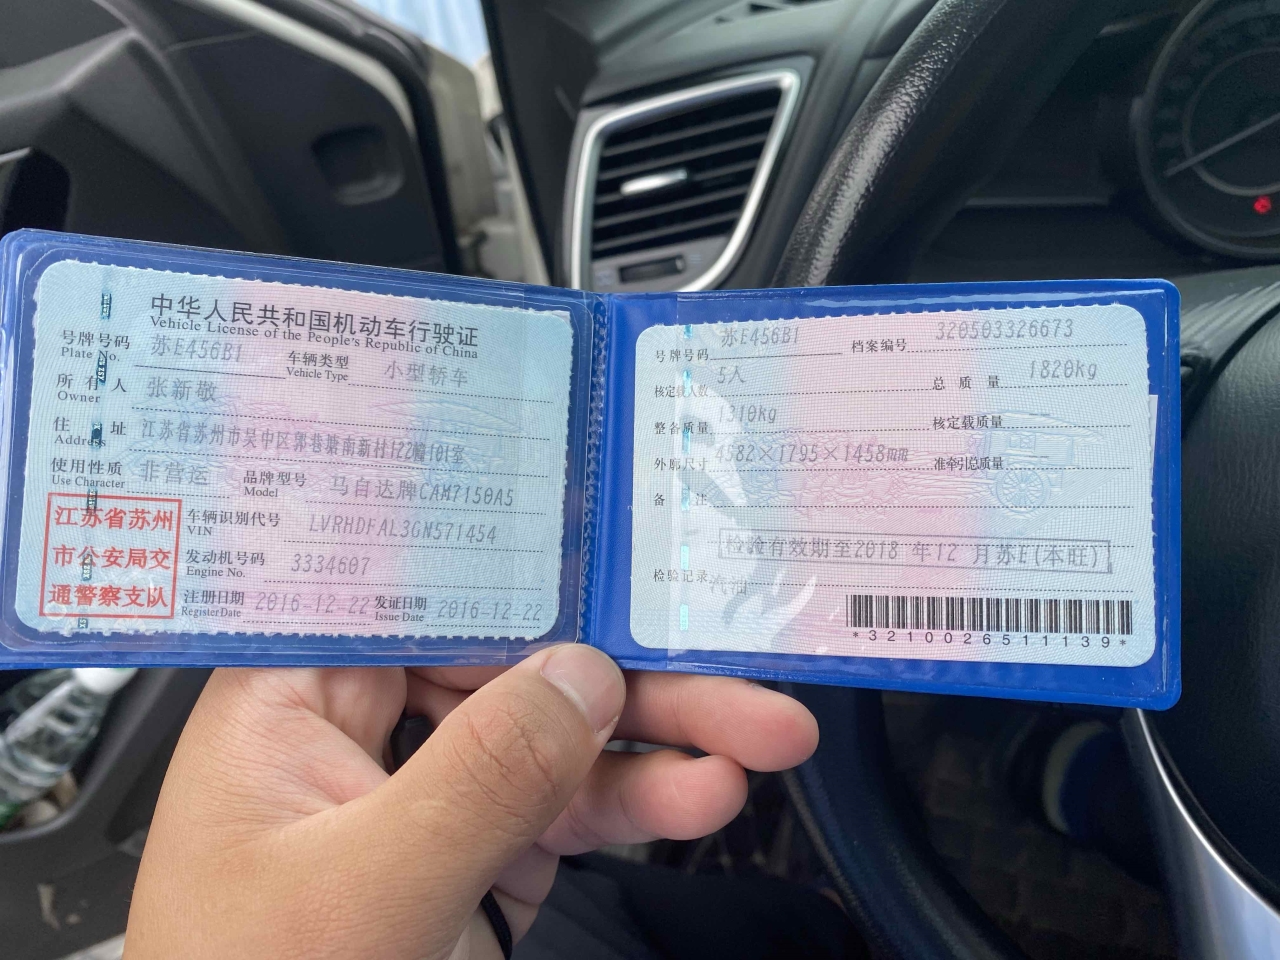 中华人民共和国机动车行驶证
Vehicle License of the People's Republic of China
号牌号码 苏E456B1 车辆类型 小型轿车
Plate No. Vehicle Type
所有人 张新敬
Owner
住址 江苏省苏州市吴中区郭巷塘南新村122幢101室
Address
使用性质 非营运 品牌型号 马自达牌CAM7150A5
Use Character Model
江苏省苏州
市公安局交
通警察支队
车辆识别代号 LVRHDFAL3GN571454
VIN
发动机号码 3334607
Engine No.
注册日期 2016-12-22 发证日期 2016-12-22
Register Date Issue Date
号牌号码 苏E456B1 档案编号 320503326673
核定载人数 5人 总质量 1820kg
整备质量 1310kg 核定载质量
外廓尺寸 4582×1795×1458mm 准牵引总质量
备注
检验有效期至2018年12月苏E(本旺)
检验记录 汽油
*3210026511139*